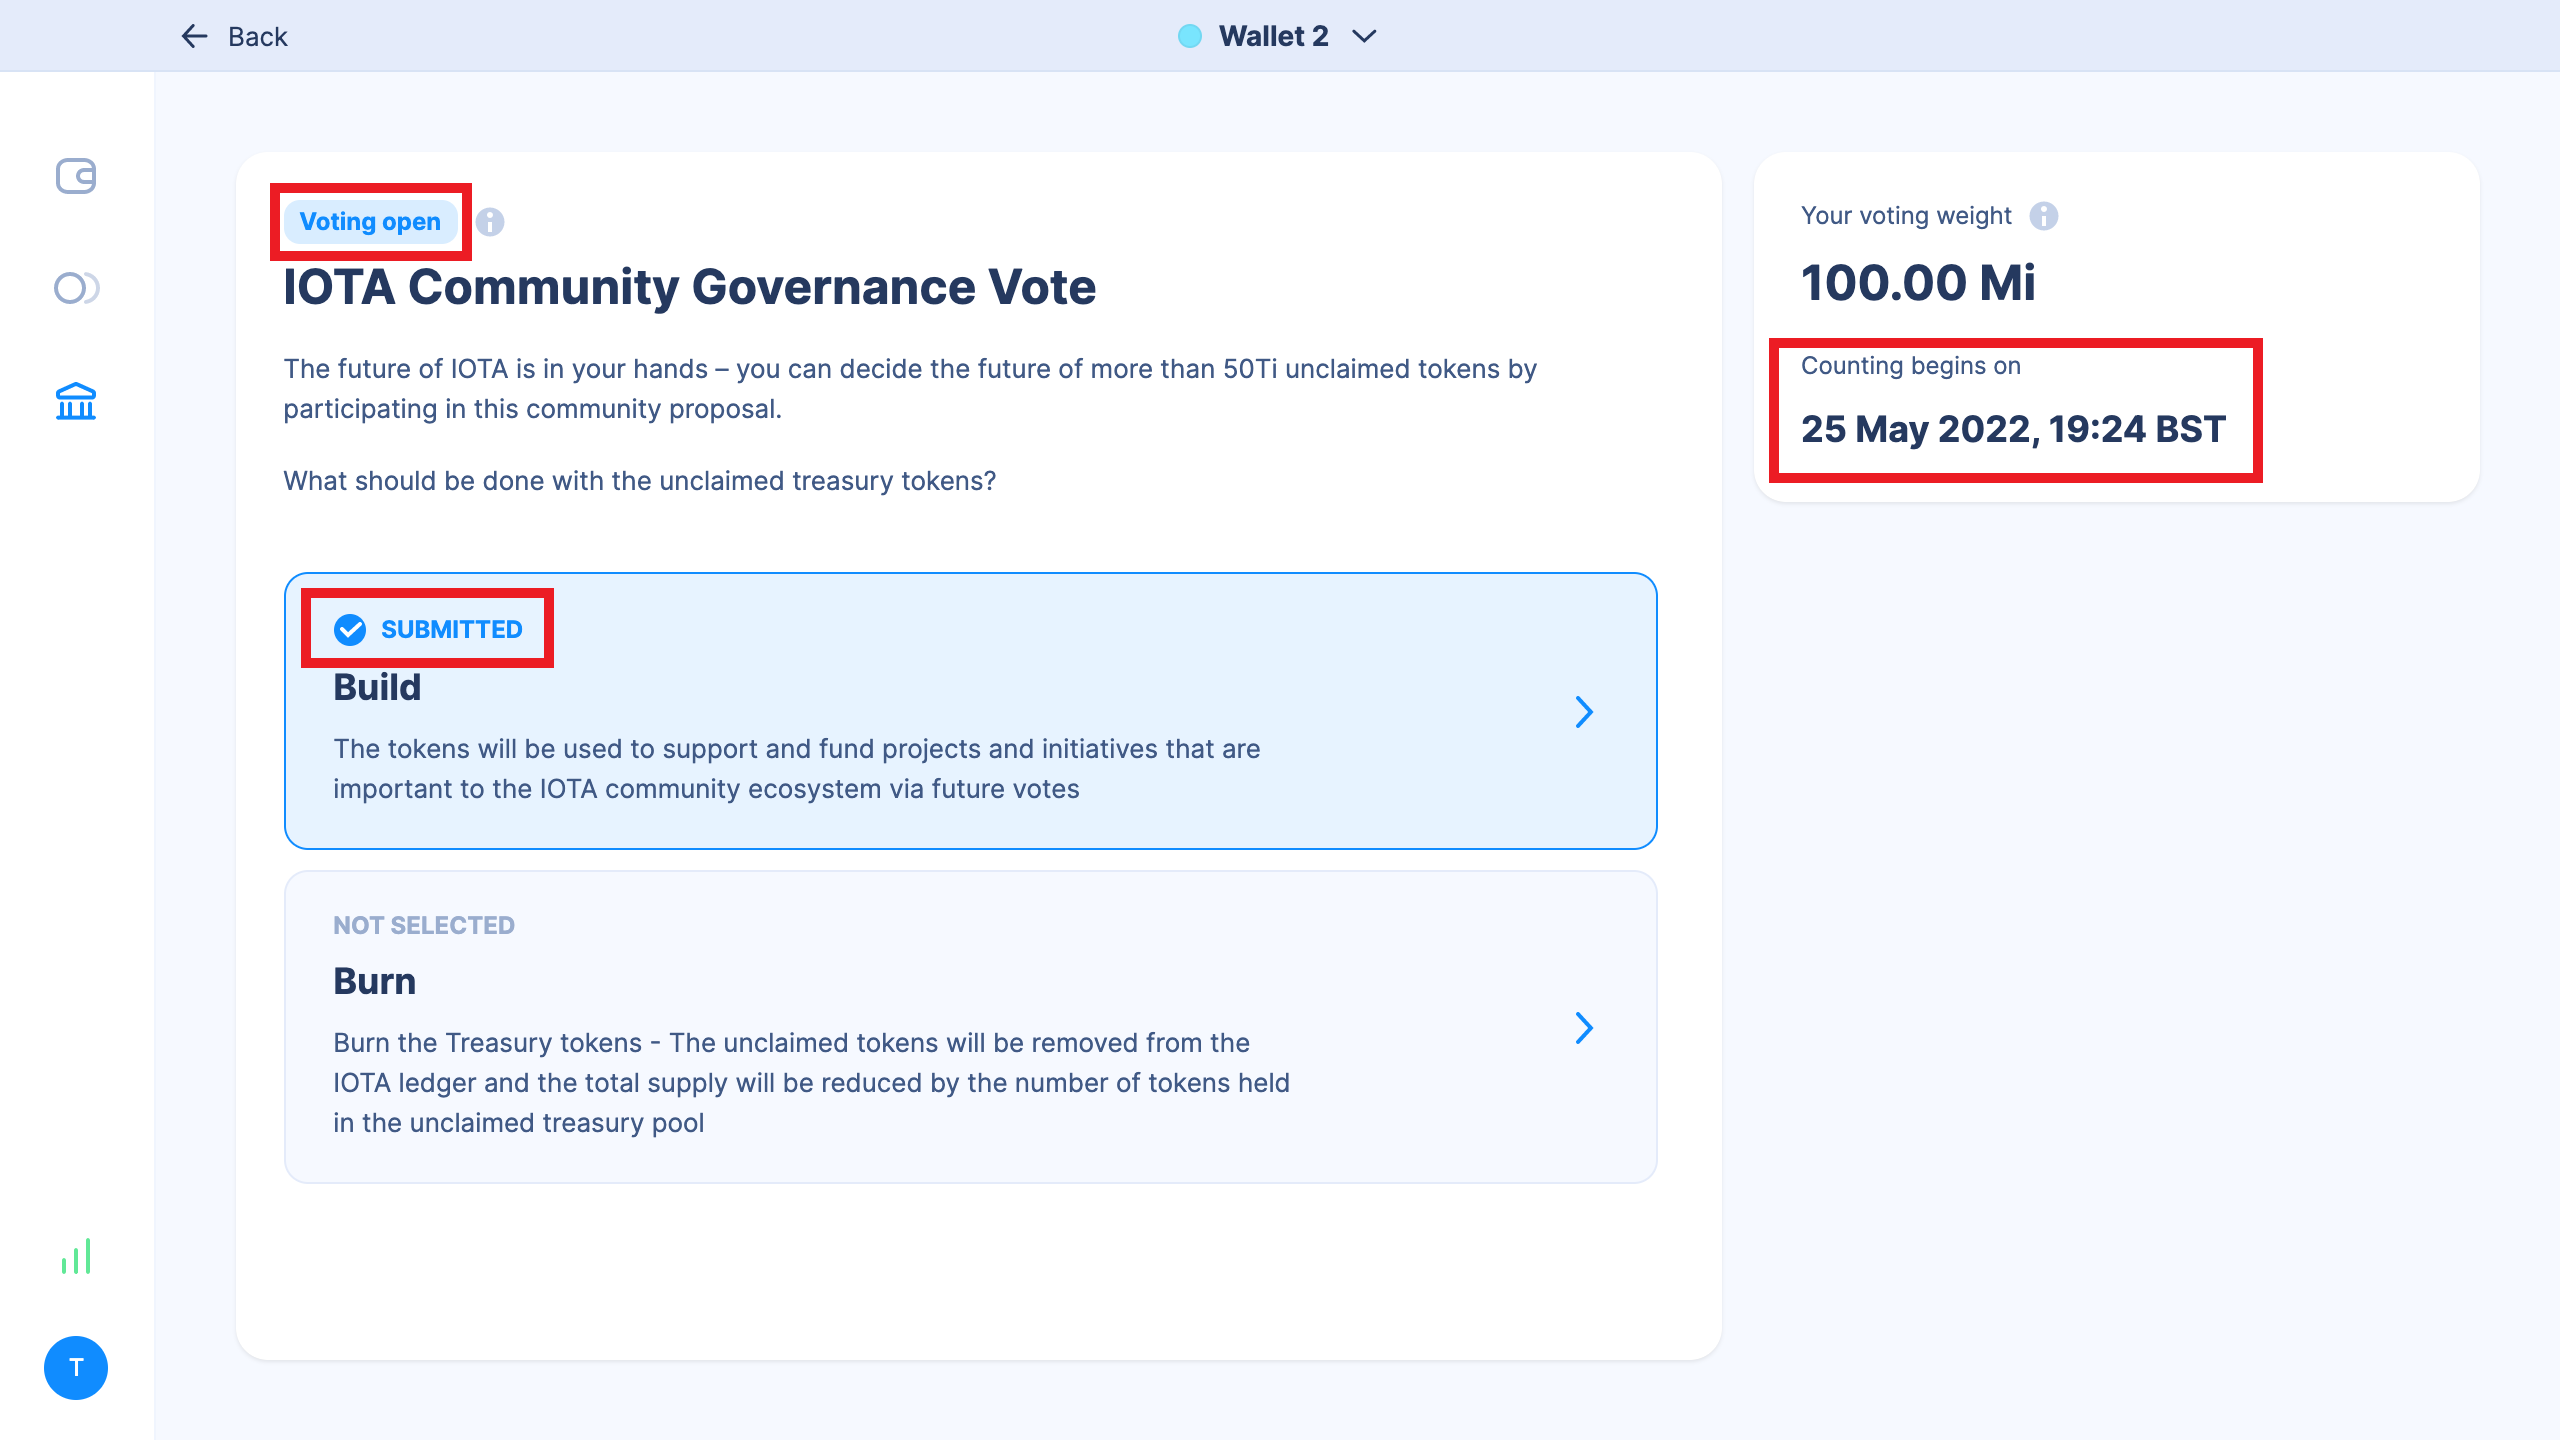 Back
Wallet 2
Voting open
IOTA Community Governance Vote
The future of IOTA is in your hands – you can decide the future of more than 50Ti unclaimed tokens by
participating in this community proposal.
What should be done with the unclaimed treasury tokens?
SUBMITTED
Build
The tokens will be used to support and fund projects and initiatives that are
important to the IOTA community ecosystem via future votes
NOT SELECTED
Burn
Burn the Treasury tokens - The unclaimed tokens will be removed from the
IOTA ledger and the total supply will be reduced by the number of tokens held
in the unclaimed treasury pool
Your voting weight
100.00 Mi
Counting begins on
25 May 2022, 19:24 BST
T